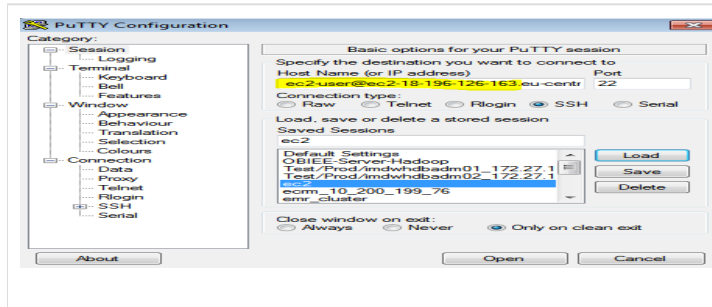 PuTTY Configuration
Category:
Session
Logging
Terminal
Keyboard
Bell
Features
Window
Appearance
Behaviour
Translation
Selection
Colours
Connection
Data
Proxy
Telnet
Rlogin
SSH
Serial
Basic options for your PuTTY session
Specify the destination you want to connect to
Host Name (or IP address) Port
ec2-user@ec2-18-196-126-163.eu-centr 22
Connection type:
Raw Telnet Rlogin SSH Serial
Load, save or delete a stored session
Saved Sessions
ec2
Default Settings
OBIEE-Server-Hadoop
Test/Prod/imdwhdbadm01_172.27.1
Test/Prod/imdwhdbadm02_172.27.1
ec2
ecrm_10_200_199_76
emr_cluster
Load
Save
Delete
Close window on exit:
Always Never Only on clean exit
About Open Cancel